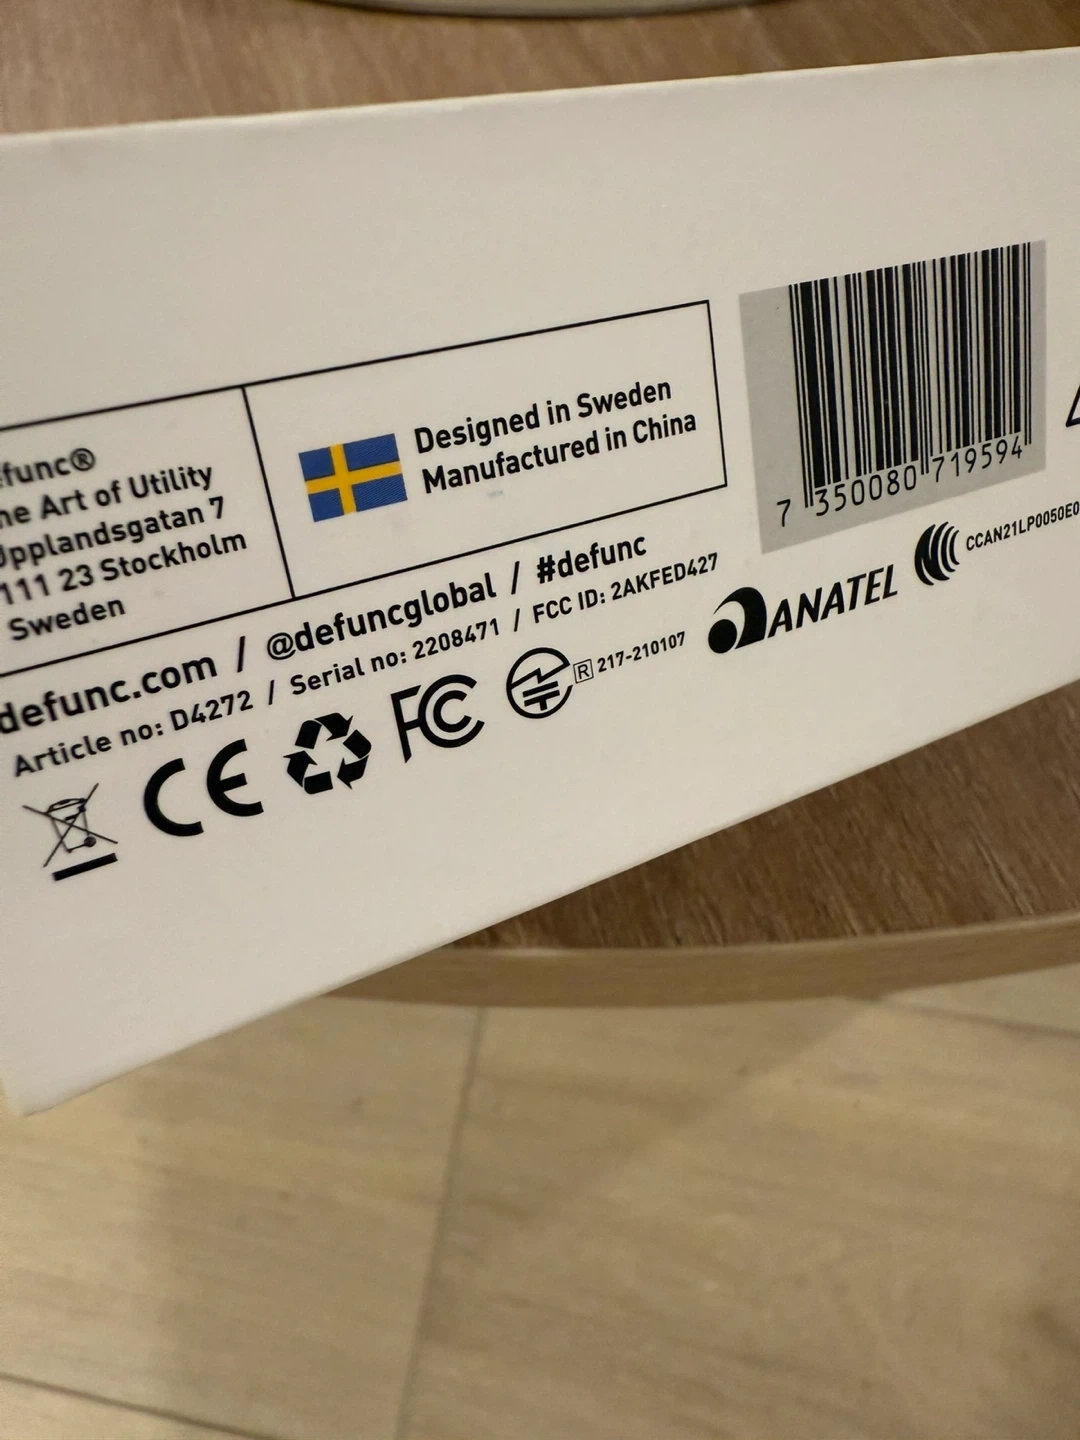 efunc®
he Art of Utility
Upplandsgatan 7
111 23 Stockholm
Sweden
Designed in Sweden
Manufactured in China
7 350080 719594
defunc.com / @defuncglobal / #defunc
Article no: D4272 / Serial no: 2208471 / FCC ID: 2AKFED427
CE FC R 217-210107 ANATEL CCAN21LP0050E0